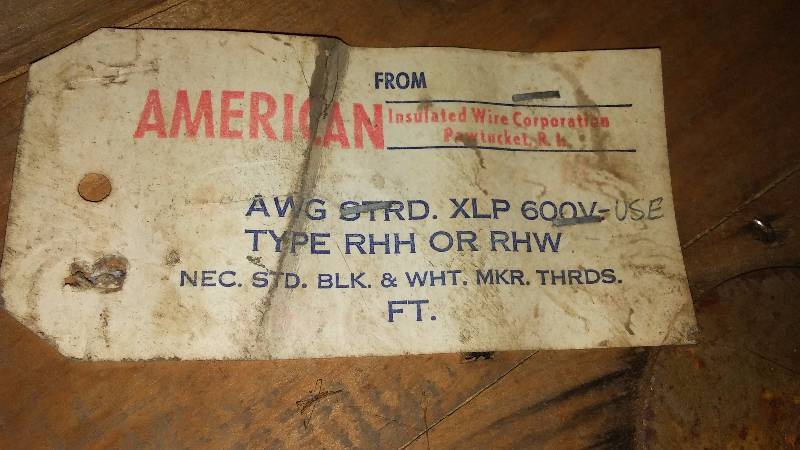 FROM
AMERICAN Insulated Wire Corporation
Pawtucket, R. I.
AWG STRD. XLP 600V-USE
TYPE RHH OR RHW
NEC. STD. BLK. & WHT. MKR. THRDS.
FT.